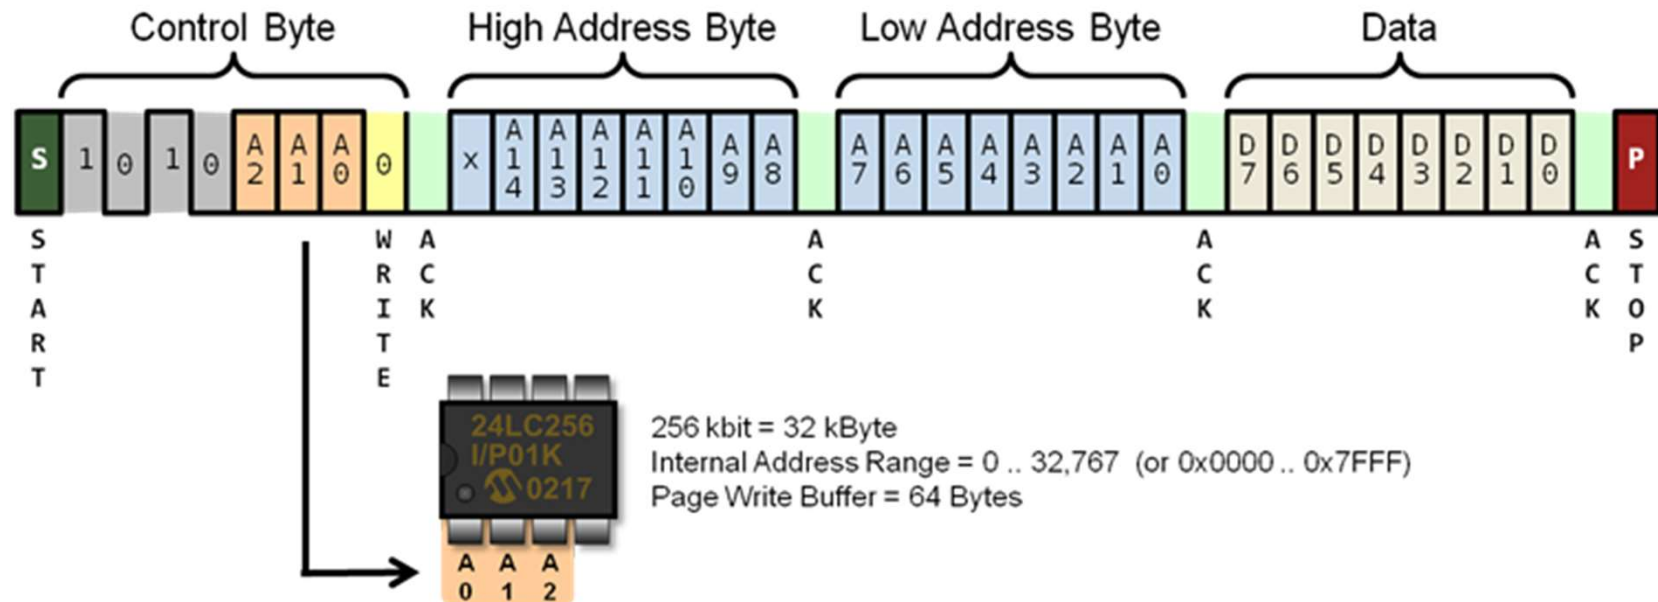 Control Byte High Address Byte Low Address Byte Data
S 1 0 1 0 A2 A1 A0 0 x A14 A13 A12 A11 A10 A9 A8 A7 A6 A5 A4 A3 A2 A1 A0 D7 D6 D5 D4 D3 D2 D1 D0 P
START WRITE ACK ACK ACK ACK STOP
24LC256
I/P01K
0217
256 kbit = 32 kByte
Internal Address Range = 0 .. 32,767 (or 0x0000 .. 0x7FFF)
Page Write Buffer = 64 Bytes
A0 A1 A2